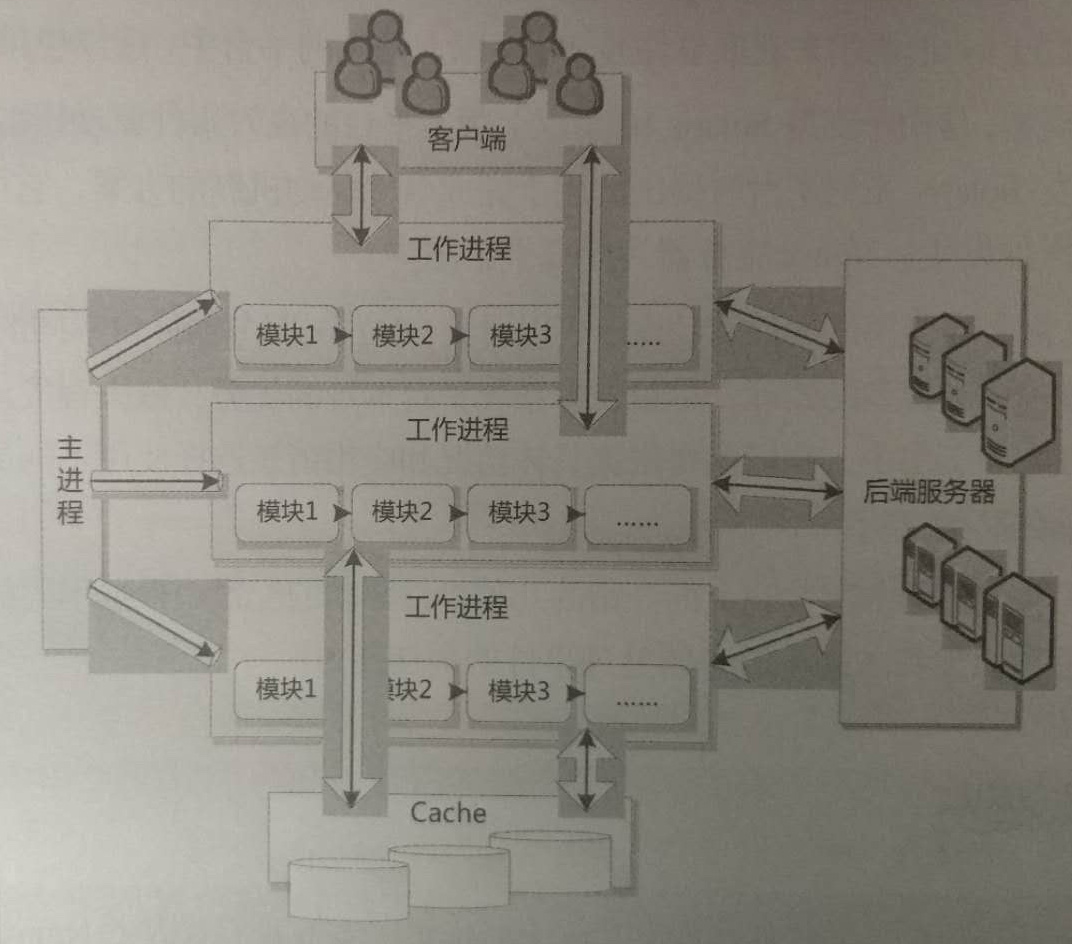 客户端
工作进程
模块1 模块2 模块3 .....
工作进程
主进程
模块1 模块2 模块3 ......
后端服务器
工作进程
模块1 模块2 模块3 ......
Cache